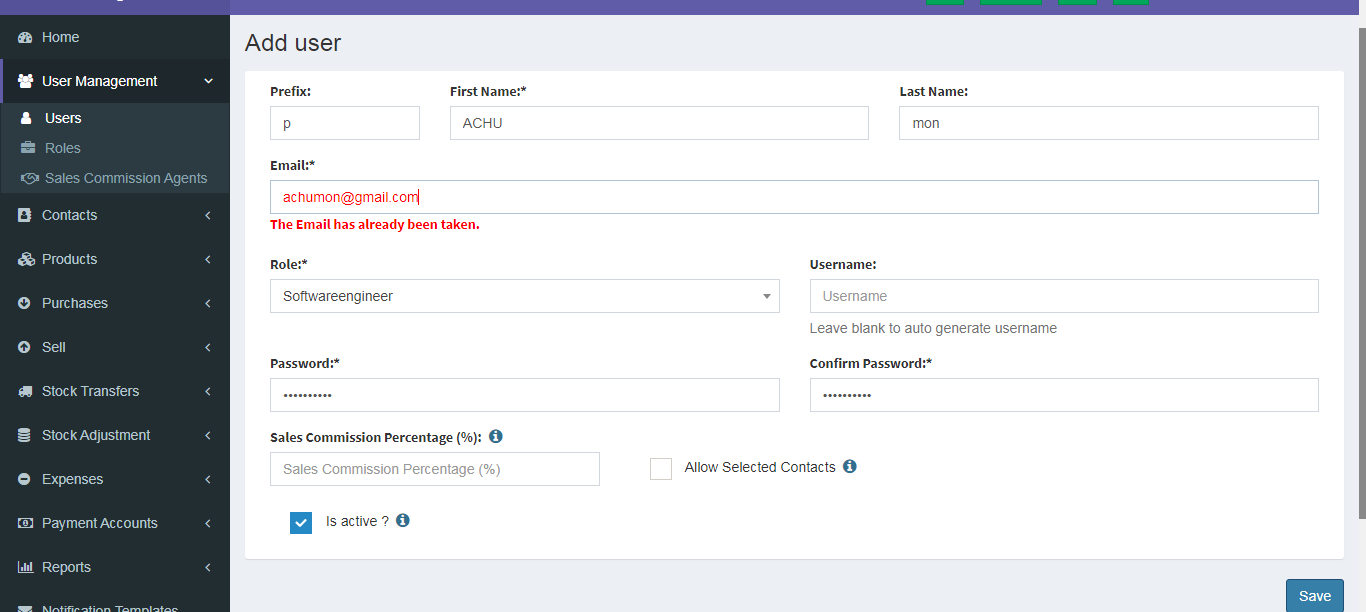 Home
User Management
Users
Roles
Sales Commission Agents
Contacts
Products
Purchases
Sell
Stock Transfers
Stock Adjustment
Expenses
Payment Accounts
Reports
Notification Templates
Add user
Prefix:
First Name:*
Last Name:
p
ACHU
mon
Email:*
achumon@gmail.com
The Email has already been taken.
Role:*
Username:
Softwareengineer
Username
Leave blank to auto generate username
Password:*
Confirm Password:*
••••••••••
••••••••••
Sales Commission Percentage (%):
Sales Commission Percentage (%)
Allow Selected Contacts
Is active ?
Save